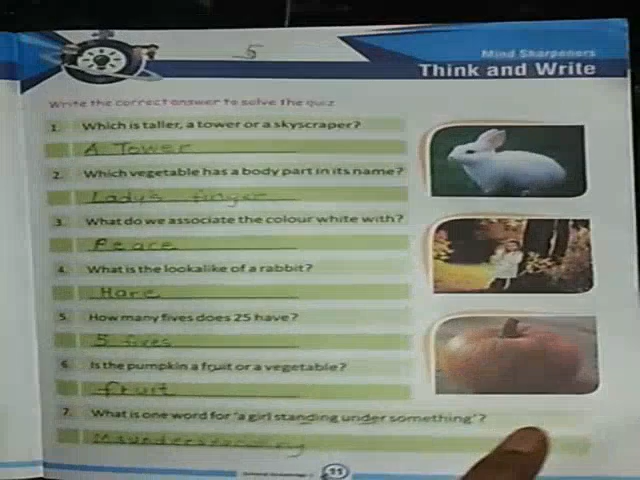 5
Mind Sharpeners
Think and Write
Write the correct answer to solve the quiz
1. Which is taller, a tower or a skyscraper?
A Tower
2. Which vegetable has a body part in its name?
Lady's finger
3. What do we associate the colour white with?
Peace
4. What is the lookalike of a rabbit?
Hare
5. How many fives does 25 have?
5 fives
6. Is the pumpkin a fruit or a vegetable?
fruit
7. What is one word for 'a girl standing under something'?
Misunderstanding
11